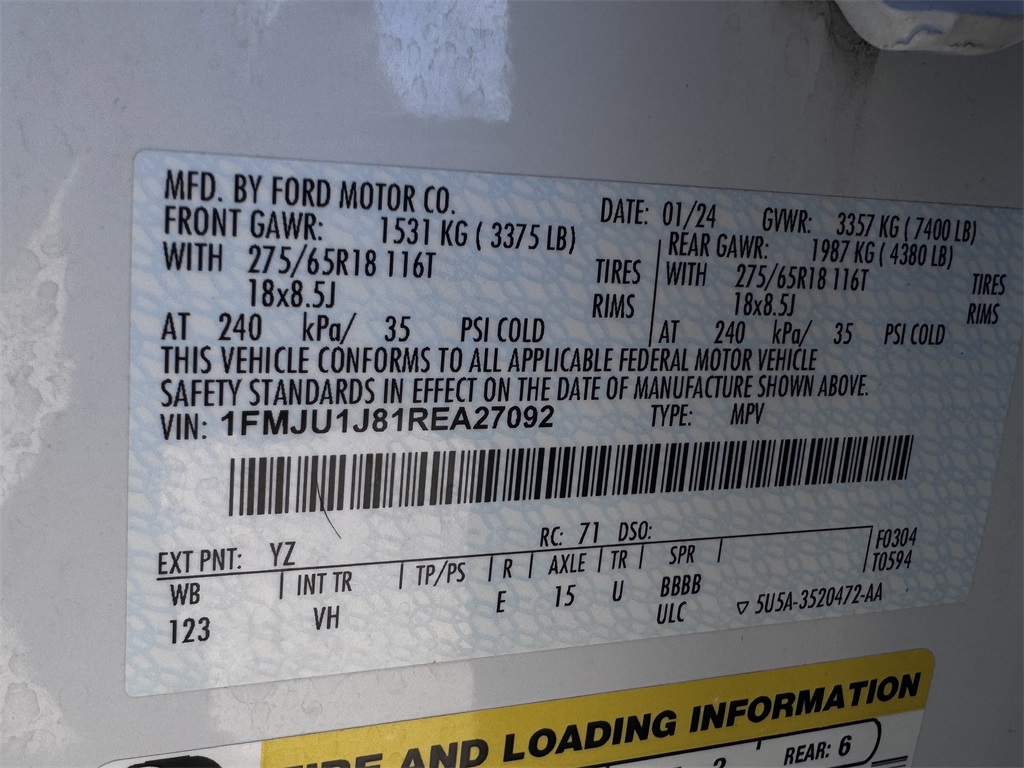 MFD. BY FORD MOTOR CO. DATE: 01/24 GVWR: 3357 KG ( 7400 LB)
FRONT GAWR: 1531 KG ( 3375 LB) REAR GAWR: 1987 KG ( 4380 LB)
WITH 275/65R18 116T TIRES WITH 275/65R18 116T TIRES
18x8.5J RIMS 18x8.5J RIMS
AT 240 kPa/ 35 PSI COLD AT 240 kPa/ 35 PSI COLD
THIS VEHICLE CONFORMS TO ALL APPLICABLE FEDERAL MOTOR VEHICLE
SAFETY STANDARDS IN EFFECT ON THE DATE OF MANUFACTURE SHOWN ABOVE.
VIN: 1FMJU1J81REA27092 TYPE: MPV
EXT PNT: YZ RC: 71 DSO: F0304
WB INT TR TP/PS R AXLE TR SPR T0594
123 VH E 15 U BBBB
ULC ▽ 5U5A-3520472-AA
TIRE AND LOADING INFORMATION
2 REAR: 6